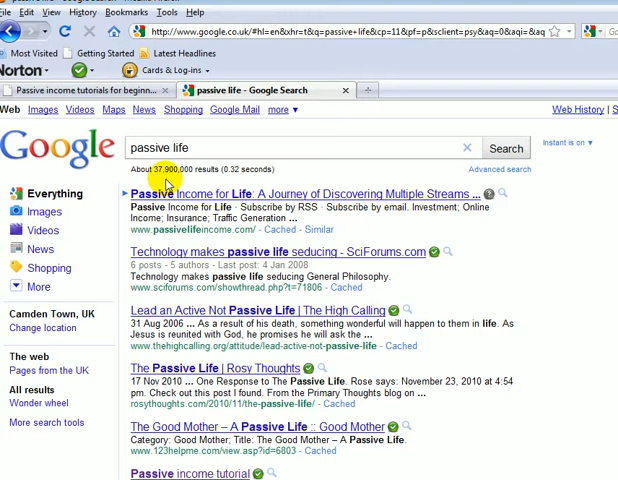 File Edit View History Bookmarks Tools Help
http://www.google.co.uk/#hl=en&xhr=t&q=passive+life&cp=11&pf=p&sclient=psy&aq=0&aqi=&aq
Most Visited Getting Started Latest Headlines
Norton Cards & Log-ins
Passive income tutorials for beginn... passive life - Google Search
Web Images Videos Maps News Shopping Google Mail more Web History
Google passive life Search Instant is on
About 37,900,000 results (0.32 seconds) Advanced search
Everything
Images
Videos
News
Shopping
More
Camden Town, UK
Change location
The web
Pages from the UK
All results
Wonder wheel
More search tools
Passive Income for Life: A Journey of Discovering Multiple Streams ...
Passive Income for Life · Subscribe by RSS · Subscribe by email. Investment; Online
Income; Insurance; Traffic Generation ...
www.passivelifeincome.com/ - Cached - Similar
Technology makes passive life seducing - SciForums.com
6 posts - 5 authors - Last post: 4 Jan 2008
Technology makes passive life seducing General Philosophy.
www.sciforums.com/showthread.php?t=71806 - Cached
Lead an Active Not Passive Life | The High Calling
31 Aug 2006 ... As a result of his death, something wonderful will happen to them in life. As
Jesus is reunited with God, he promises he will ask the ...
www.thehighcalling.org/attitude/lead-active-not-passive-life - Cached
The Passive Life | Rosy Thoughts
17 Nov 2010 ... One Response to The Passive Life. Rose says: November 23, 2010 at 4:54
pm. Check out this post I found. From the Primary Thoughts blog on ...
rosythoughts.com/2010/11/the-passive-life/ - Cached
The Good Mother – A Passive Life :: Good Mother
Category: Good Mother; Title: The Good Mother – A Passive Life.
www.123helpme.com/view.asp?id=6803 - Cached
Passive income tutorial